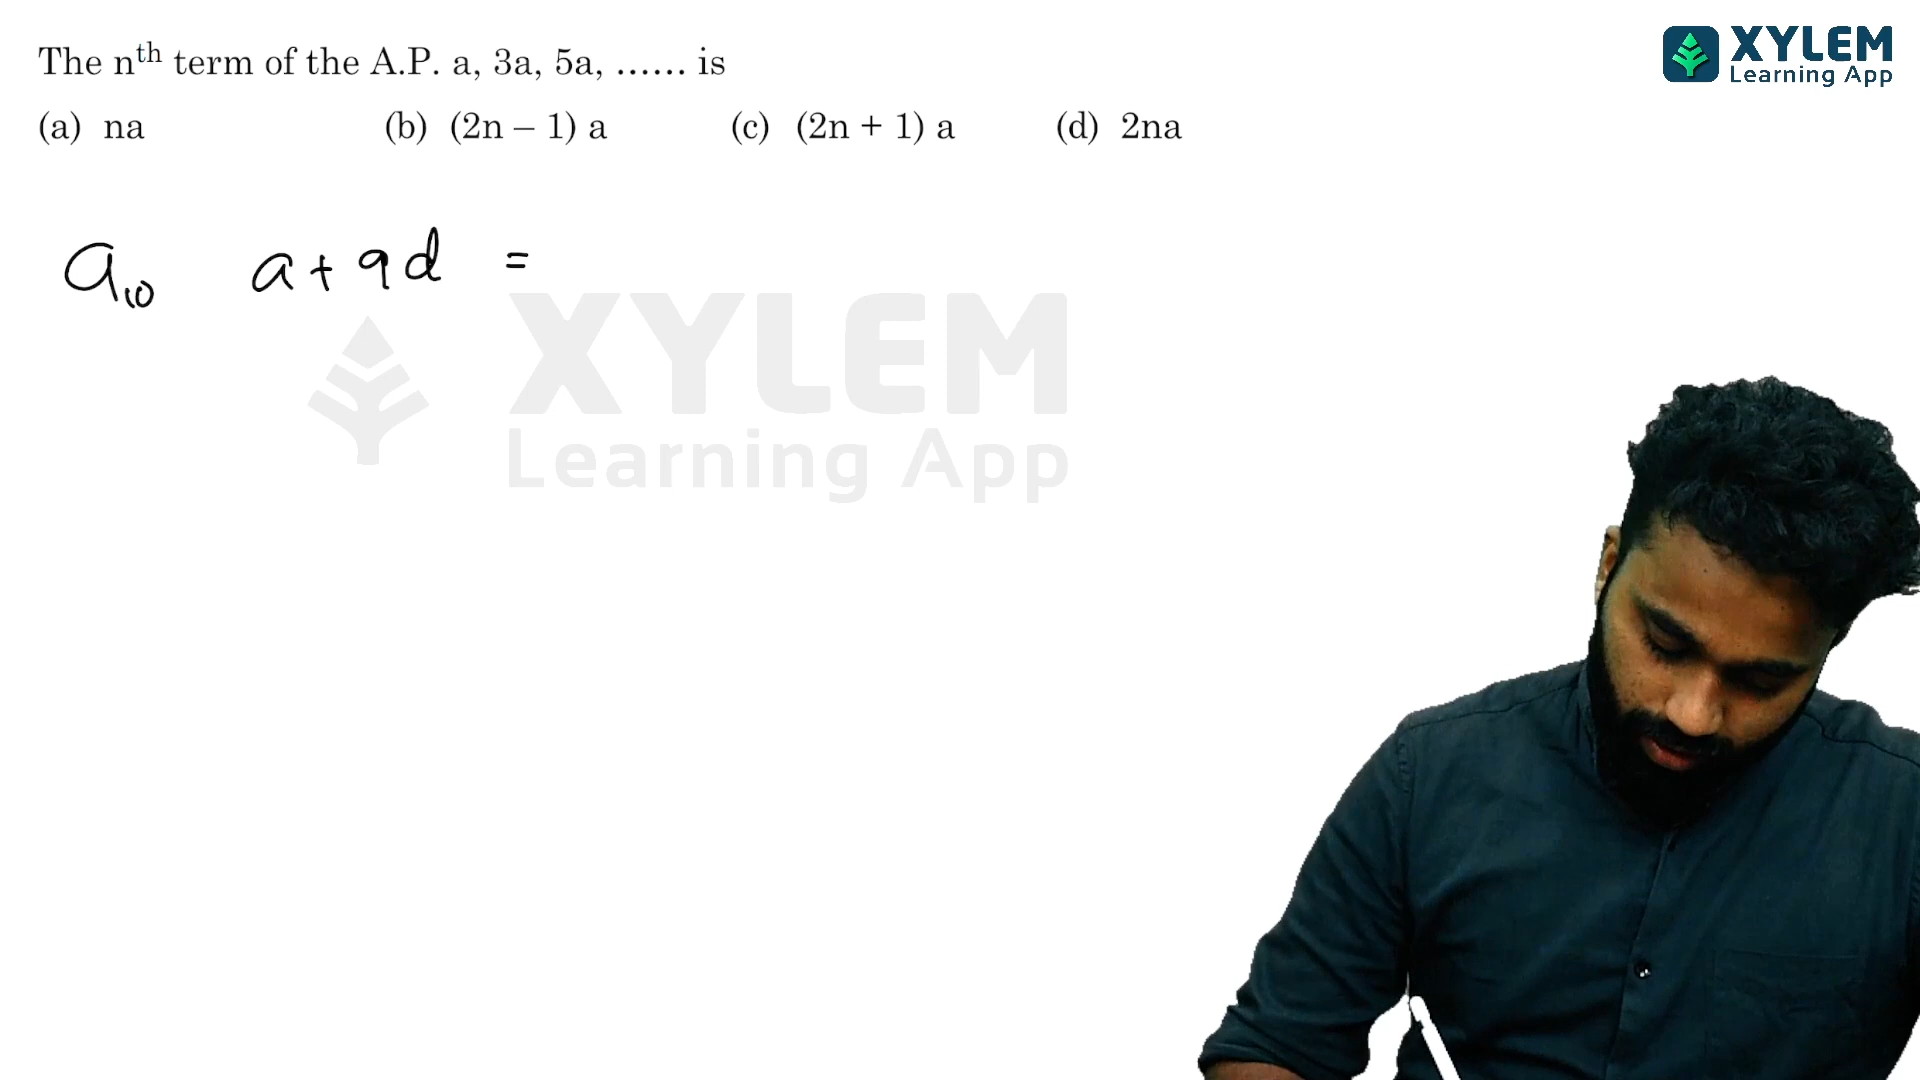 The nth term of the A.P. a, 3a, 5a, ...... is
(a) na (b) (2n – 1) a (c) (2n + 1) a (d) 2na
a10 a + 9d =
XYLEM
Learning App
XYLEM
Learning App